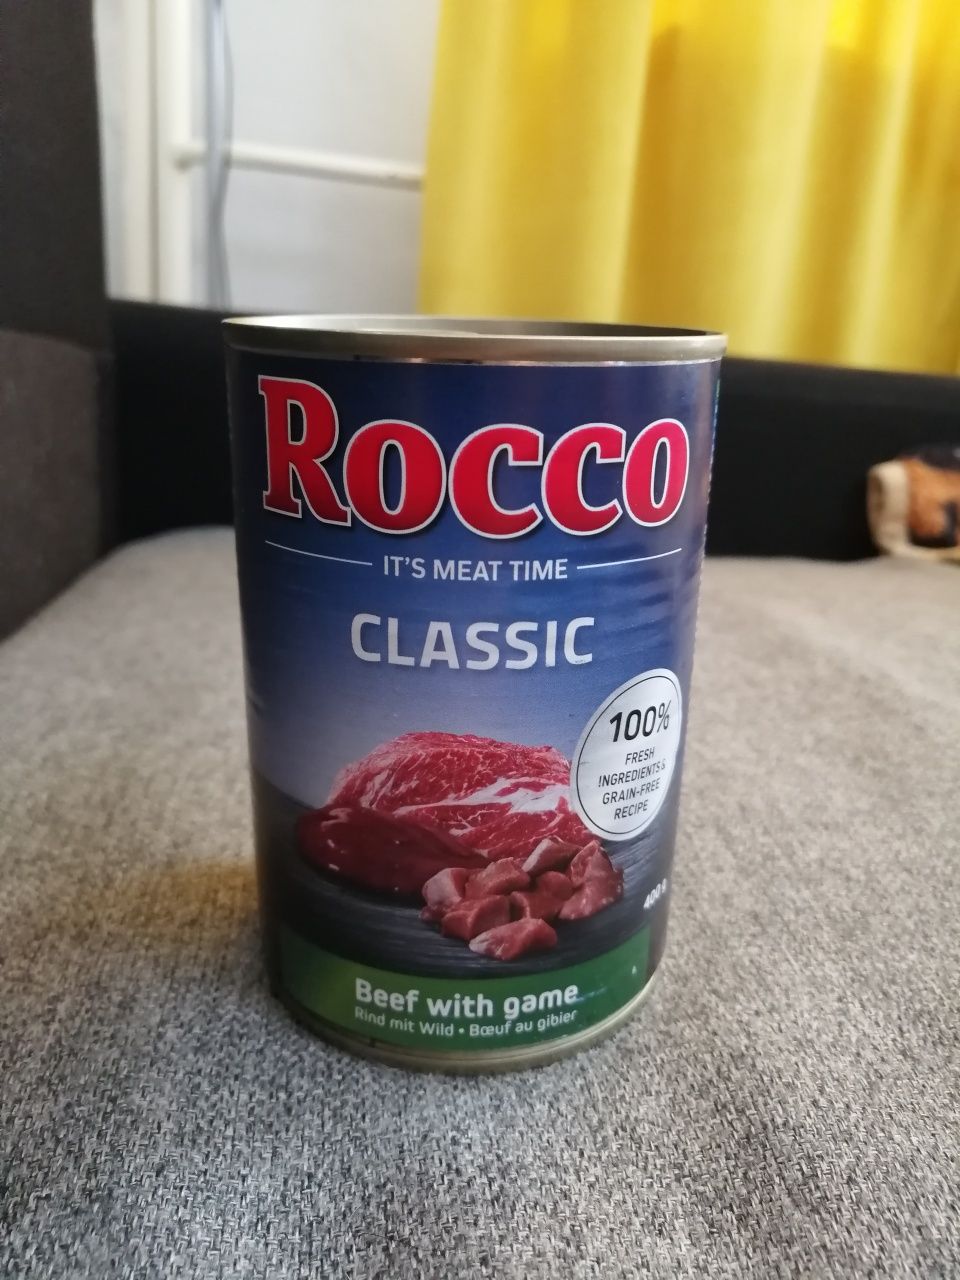 ROCCO
IT'S MEAT TIME
CLASSIC
100%
FRESH
INGREDIENTS &
GRAIN-FREE
RECIPE
400 g
Beef with game
Rind mit Wild • Bœuf au gibier